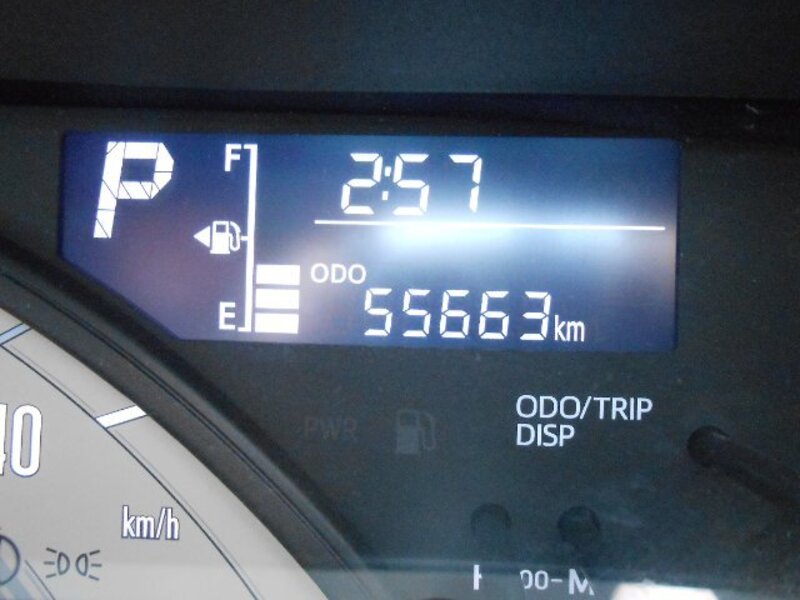 P
F
2:57
ODO
E
55663km
ODO/TRIP
DISP
PWR
40
km/h